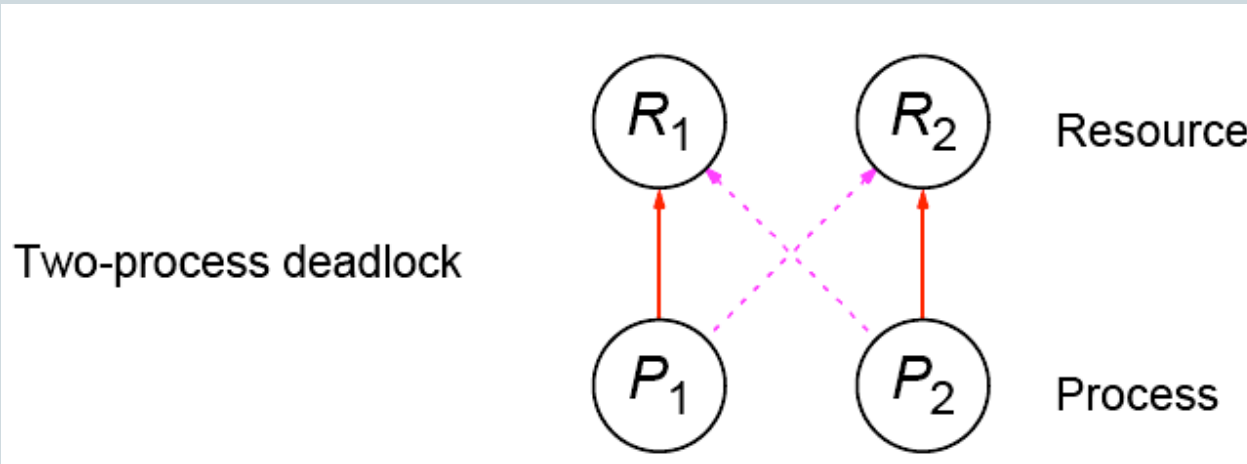 R1 R2 Resource
Two-process deadlock
P1 P2 Process